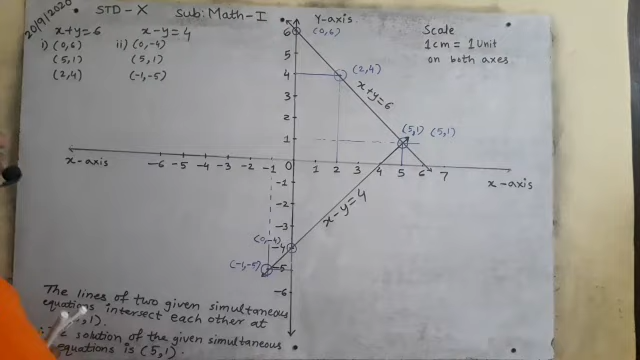 20/9/2020
STD-X Sub: Math-I
x+y=6 x-y=4
i) (0,6) ii) (0,-4)
(5,1) (5,1)
(2,4) (-1,-5)
Scale
1cm = 1 Unit
on both axes
Y-axis
6 (0,6)
5
4 (2,4)
3
x+y=6
2
1 (5,1) (5,1)
x-axis -6 -5 -4 -3 -2 -1 0 1 2 3 4 5 6 7 x-axis
-1
-2
x-y=4
-3
(0,-4) -4
(-1,-5) -5
-6
The lines of two given simultaneous
equations intersect each other at
,1).
solution of the given simultaneous
equations is (5,1).